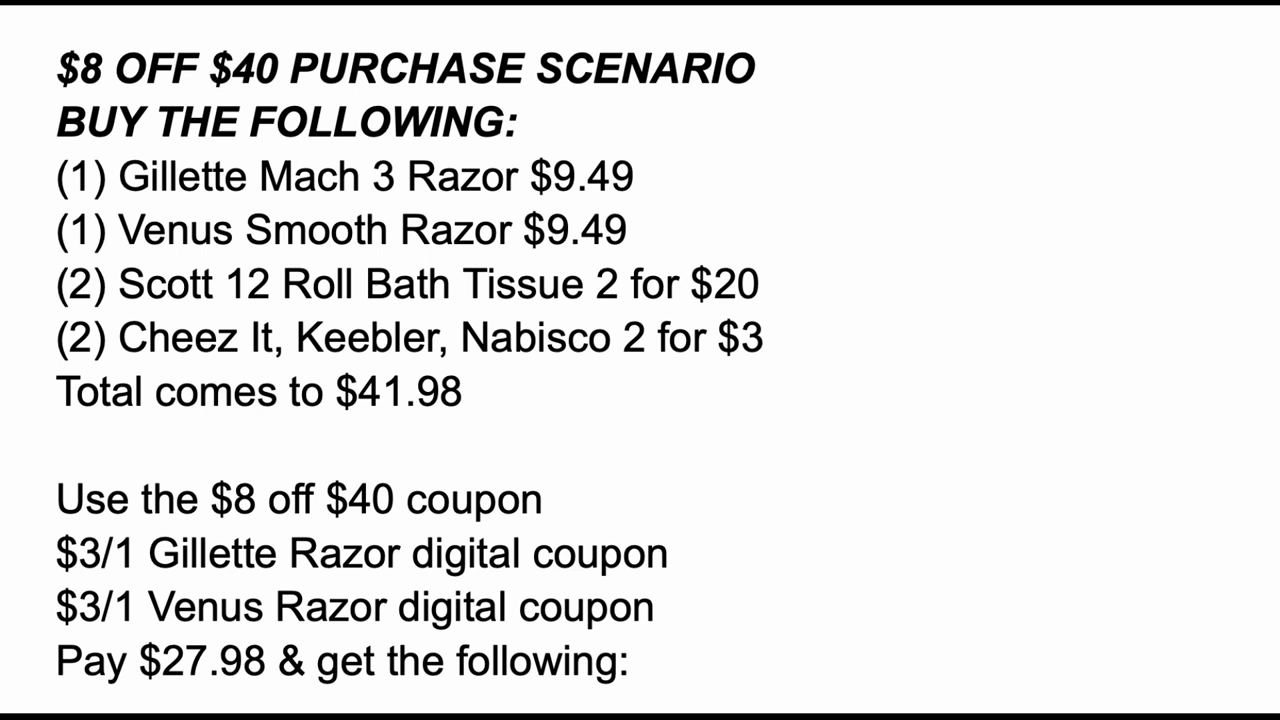 $8 OFF $40 PURCHASE SCENARIO
BUY THE FOLLOWING:
(1) Gillette Mach 3 Razor $9.49
(1) Venus Smooth Razor $9.49
(2) Scott 12 Roll Bath Tissue 2 for $20
(2) Cheez It, Keebler, Nabisco 2 for $3
Total comes to $41.98
Use the $8 off $40 coupon
$3/1 Gillette Razor digital coupon
$3/1 Venus Razor digital coupon
Pay $27.98 & get the following: